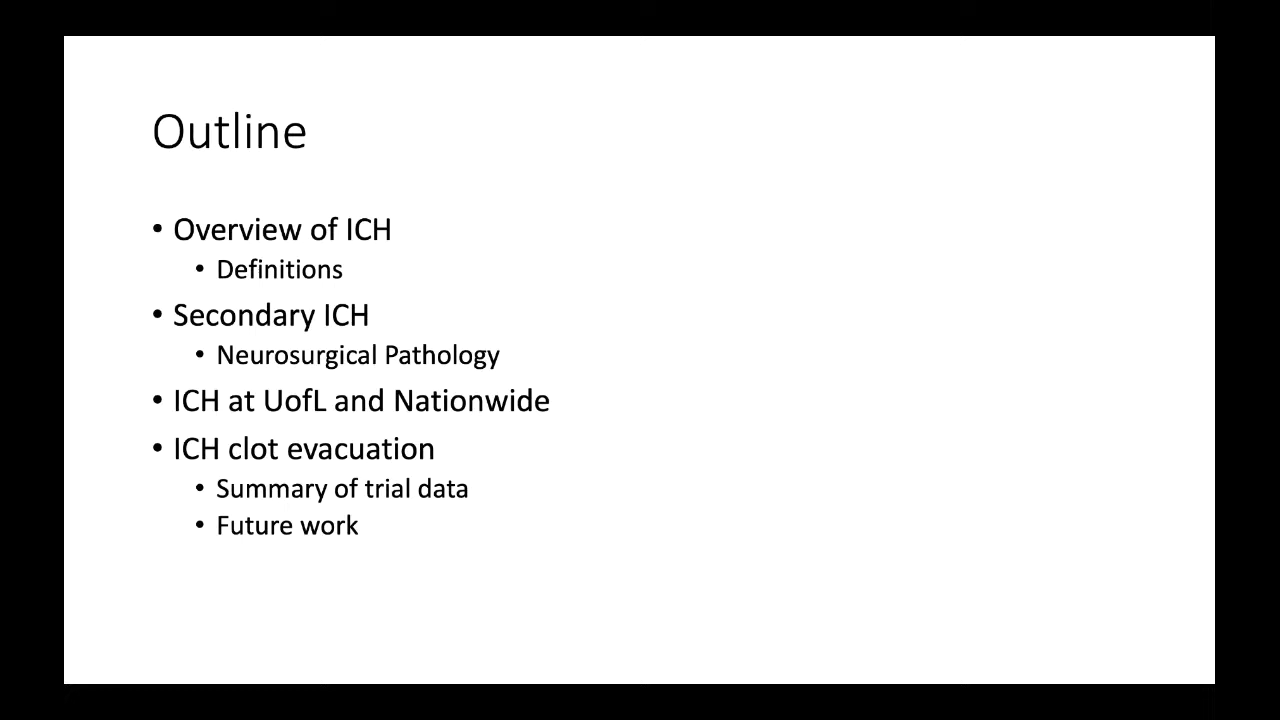 Outline
• Overview of ICH
• Definitions
• Secondary ICH
• Neurosurgical Pathology
• ICH at UofL and Nationwide
• ICH clot evacuation
• Summary of trial data
• Future work